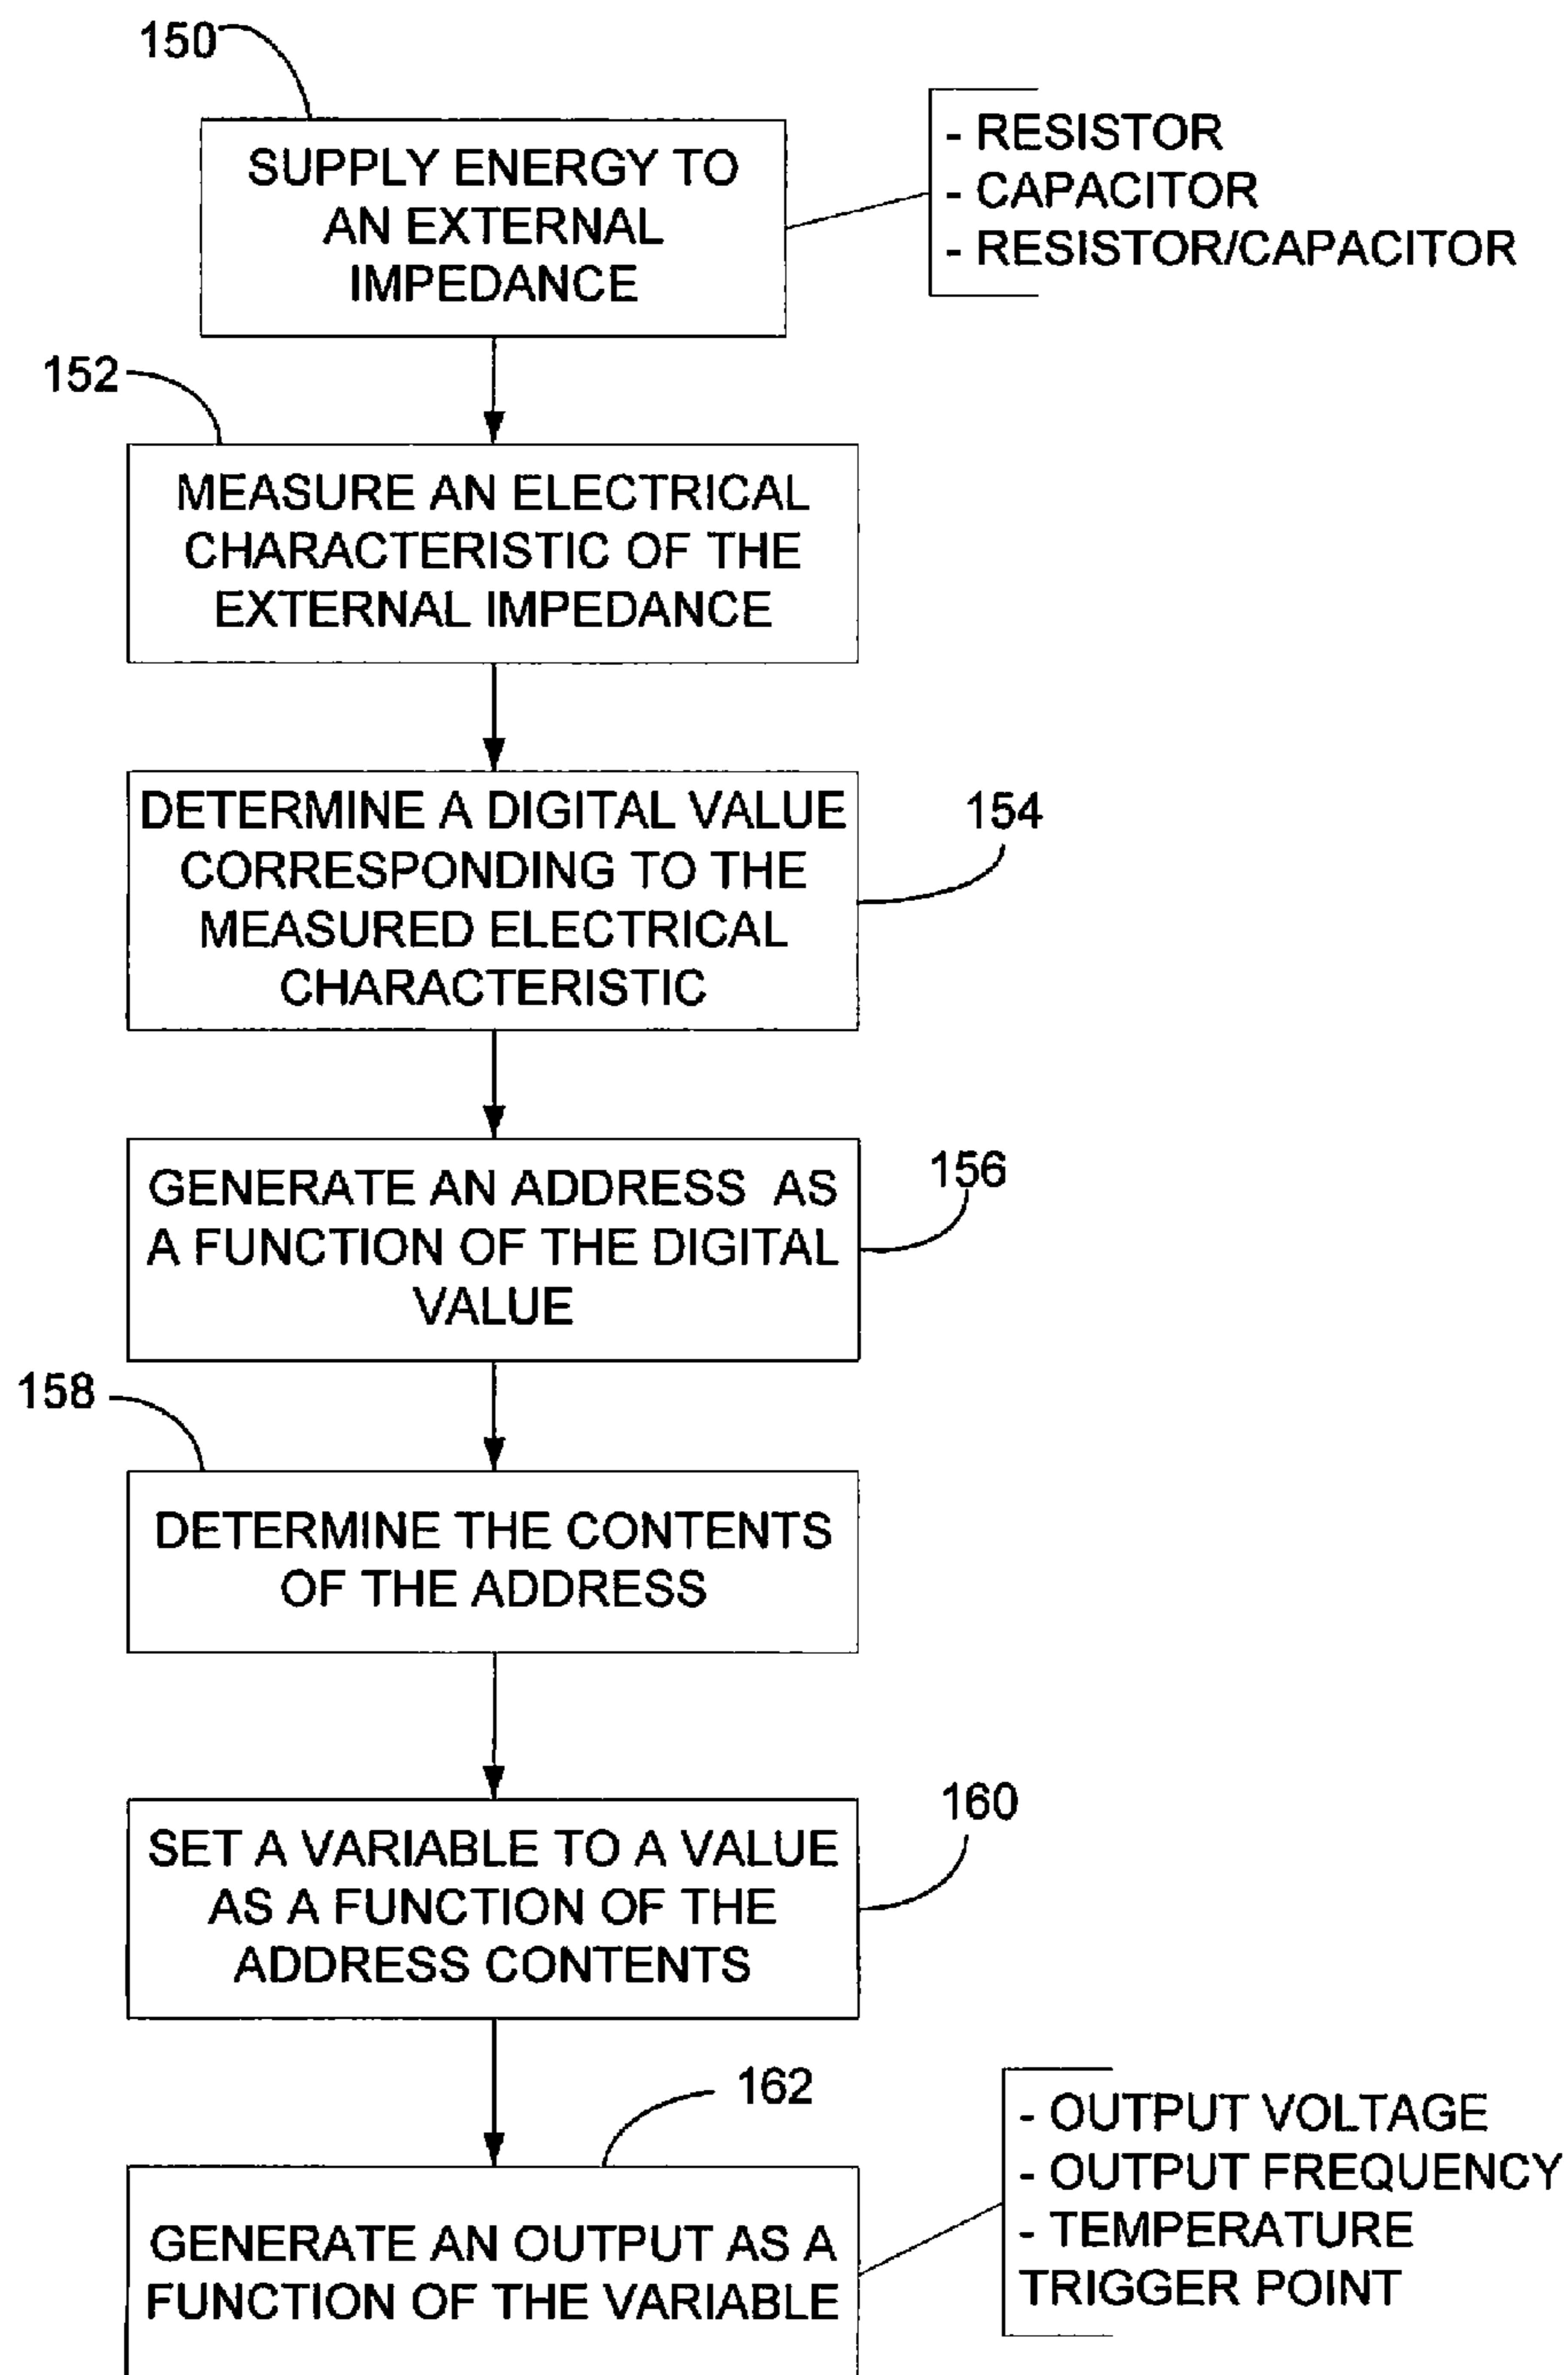 150
SUPPLY ENERGY TO
AN EXTERNAL
IMPEDANCE
- RESISTOR
- CAPACITOR
- RESISTOR/CAPACITOR
152
MEASURE AN ELECTRICAL
CHARACTERISTIC OF THE
EXTERNAL IMPEDANCE
DETERMINE A DIGITAL VALUE
CORRESPONDING TO THE
MEASURED ELECTRICAL
CHARACTERISTIC
154
GENERATE AN ADDRESS AS
A FUNCTION OF THE DIGITAL
VALUE
156
158
DETERMINE THE CONTENTS
OF THE ADDRESS
SET A VARIABLE TO A VALUE
AS A FUNCTION OF THE
ADDRESS CONTENTS
160
162
GENERATE AN OUTPUT AS A
FUNCTION OF THE VARIABLE
- OUTPUT VOLTAGE
- OUTPUT FREQUENCY
- TEMPERATURE
TRIGGER POINT